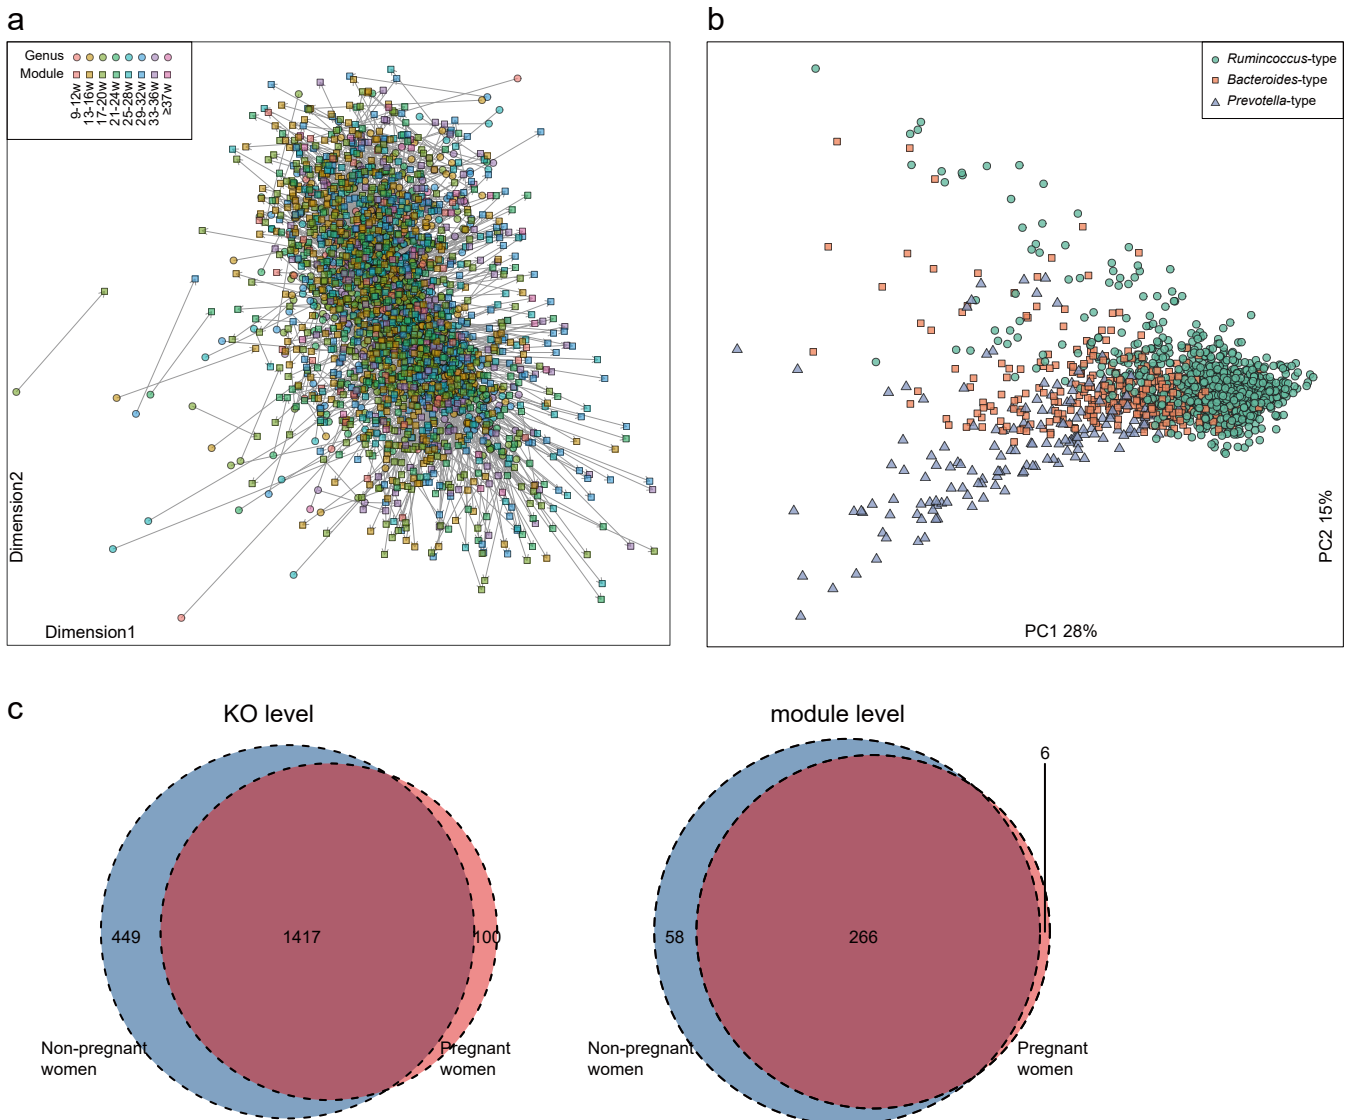 a
Genus
Module
9-12w
13-16w
17-20w
21-24w
25-28w
29-32w
33-36w
≥37w
Dimension2
Dimension1
b
Rumincoccus-type
Bacteroides-type
Prevotella-type
PC2 15%
PC1 28%
c
KO level
449
1417
100
Non-pregnant
women
Pregnant
women
module level
6
58
266
Non-pregnant
women
Pregnant
women